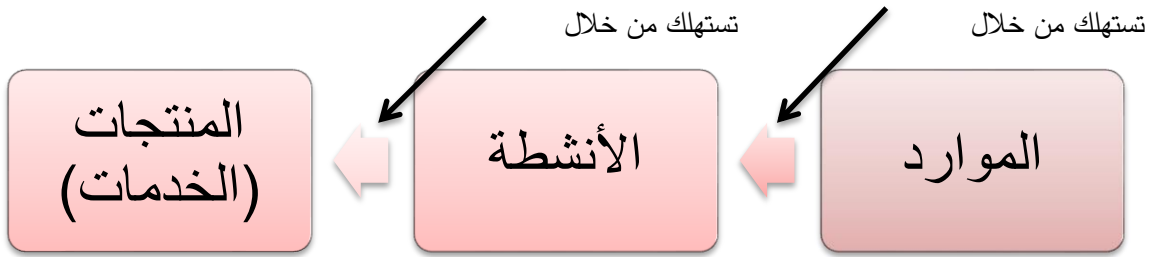 تستهلك من خلال
تستهلك من خلال
الموارد
الأنشطة
المنتجات
(الخدمات)